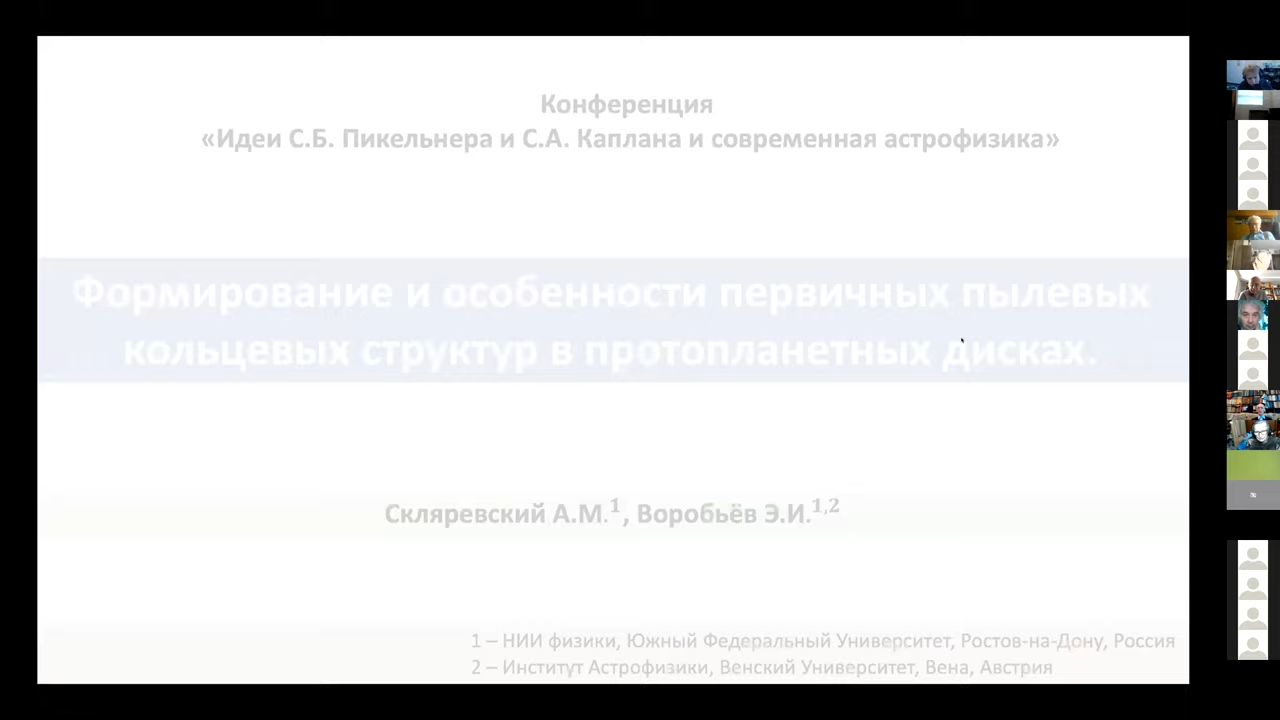 Конференция
«Идеи С.Б. Пикельнера и С.А. Каплана и современная астрофизика»
Формирование и особенности первичных пылевых
кольцевых структур в протопланетных дисках.
Скляревский А.М.¹, Воробьёв Э.И.¹,²
1 – НИИ физики, Южный Федеральный Университет, Ростов-на-Дону, Россия
2 – Институт Астрофизики, Венский Университет, Вена, Австрия